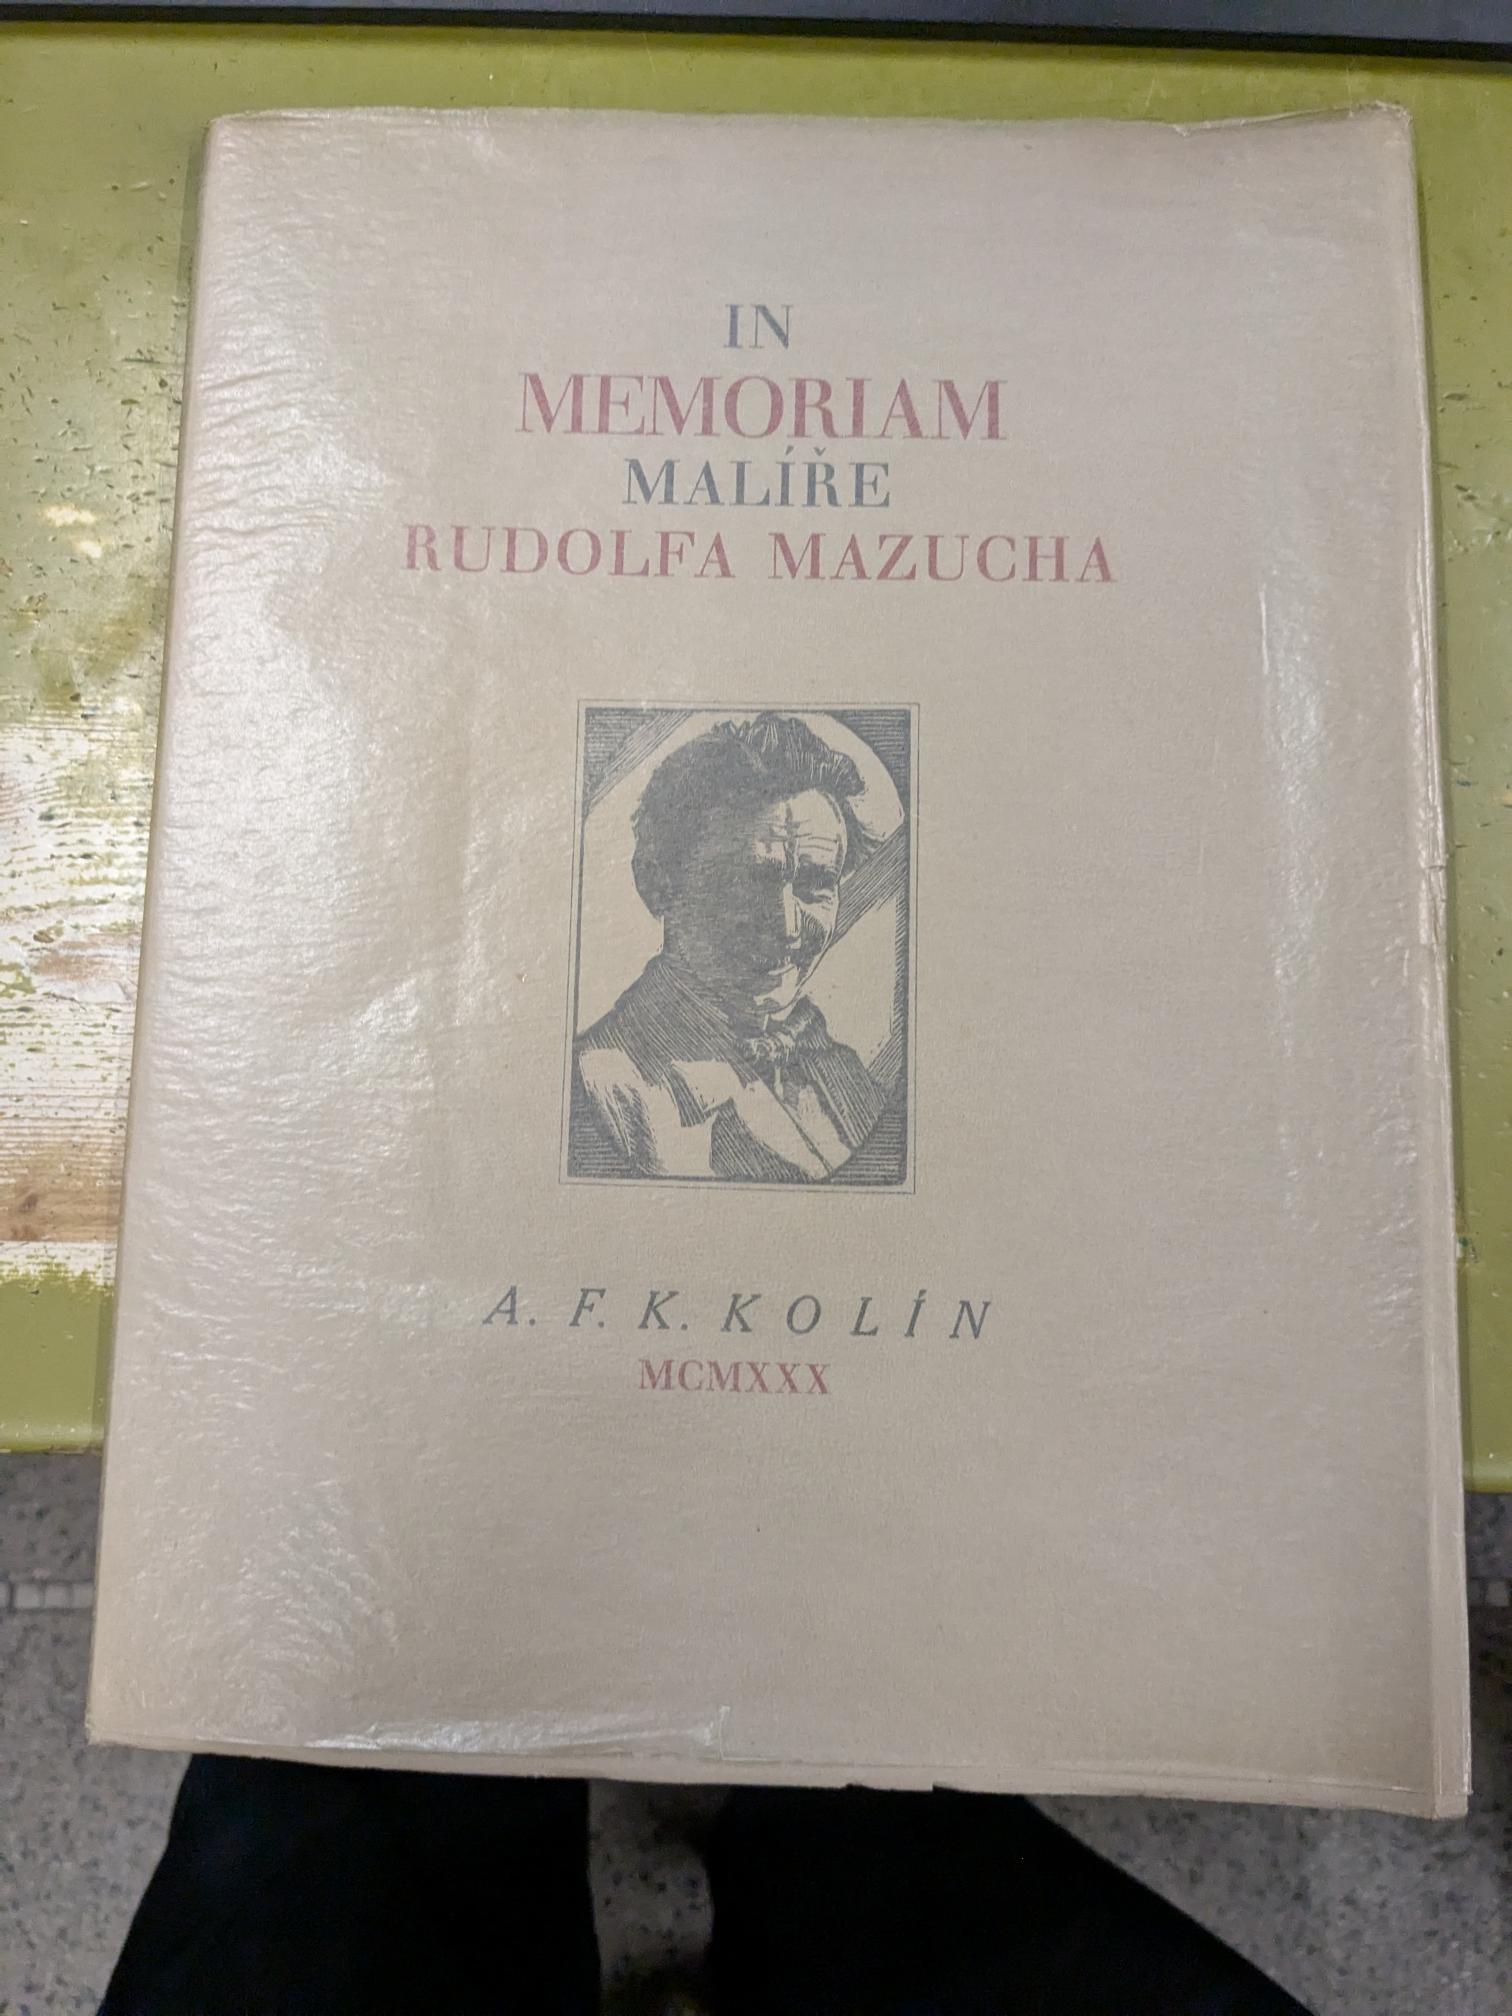 IN
MEMORIAM
MALÍŘE
RUDOLFA MAZUCHA
A. F. K. KOLÍN
MCMXXX